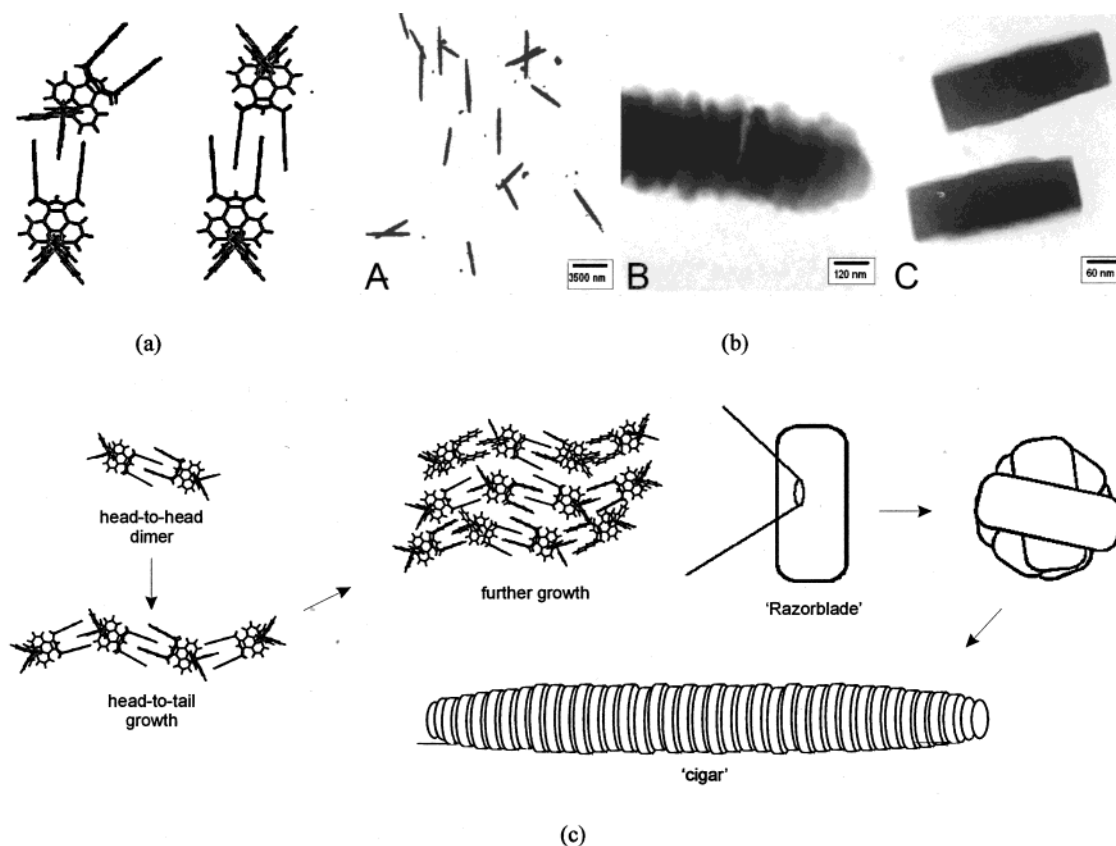 A
3500 nm
B
120 nm
C
60 nm
(a)
(b)
head-to-head
dimer
further growth
'Razorblade'
head-to-tail
growth
'cigar'
(c)